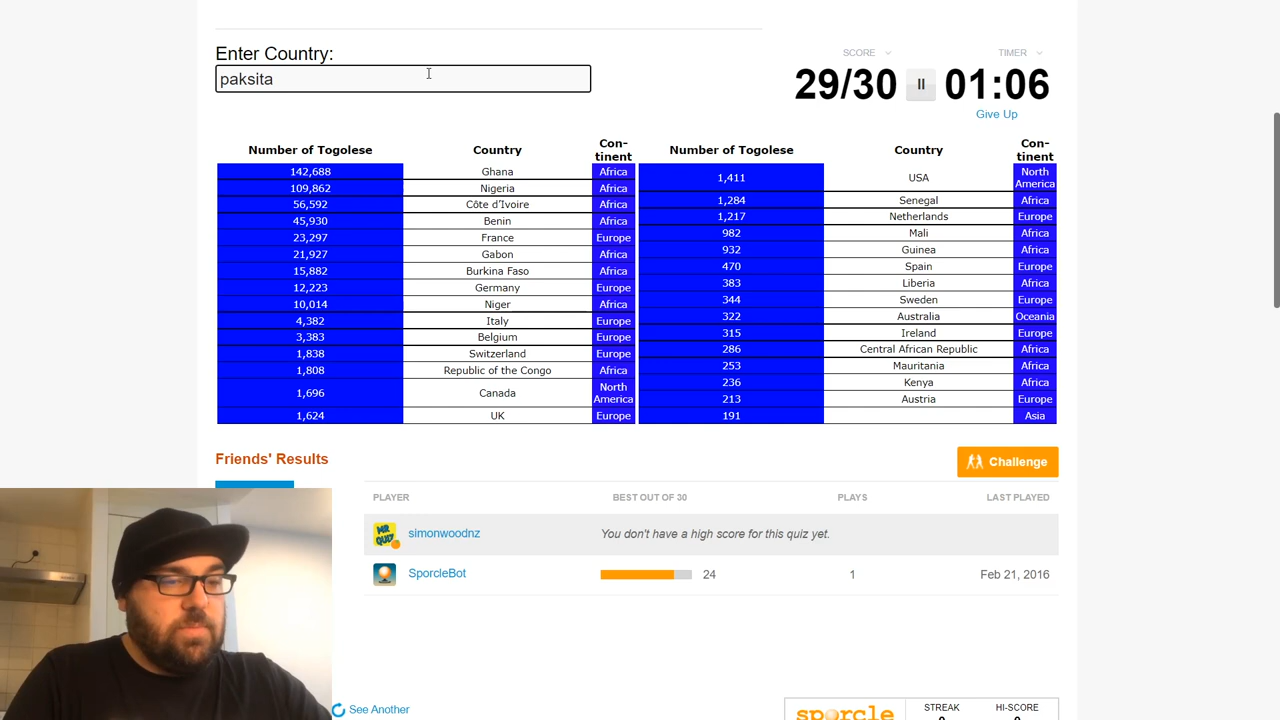 Enter Country:
paksita
SCORE
TIMER
29/30
01:06
Give Up
Number of Togolese Country Con-
tinent
142,688 Ghana Africa
109,862 Nigeria Africa
56,592 Côte d'Ivoire Africa
45,930 Benin Africa
23,297 France Europe
21,927 Gabon Africa
15,882 Burkina Faso Africa
12,223 Germany Europe
10,014 Niger Africa
4,382 Italy Europe
3,383 Belgium Europe
1,838 Switzerland Europe
1,808 Republic of the Congo Africa
1,696 Canada North
America
1,624 UK Europe
Number of Togolese Country Con-
tinent
1,411 USA North
America
1,284 Senegal Africa
1,217 Netherlands Europe
982 Mali Africa
932 Guinea Africa
470 Spain Europe
383 Liberia Africa
344 Sweden Europe
322 Australia Oceania
315 Ireland Europe
286 Central African Republic Africa
253 Mauritania Africa
236 Kenya Africa
213 Austria Europe
191 Asia
Friends' Results
Challenge
PLAYER BEST OUT OF 30 PLAYS LAST PLAYED
MR
QUIZ
simonwoodnz You don't have a high score for this quiz yet.
SporcleBot 24 1 Feb 21, 2016
See Another
sporcle
STREAK HI-SCORE